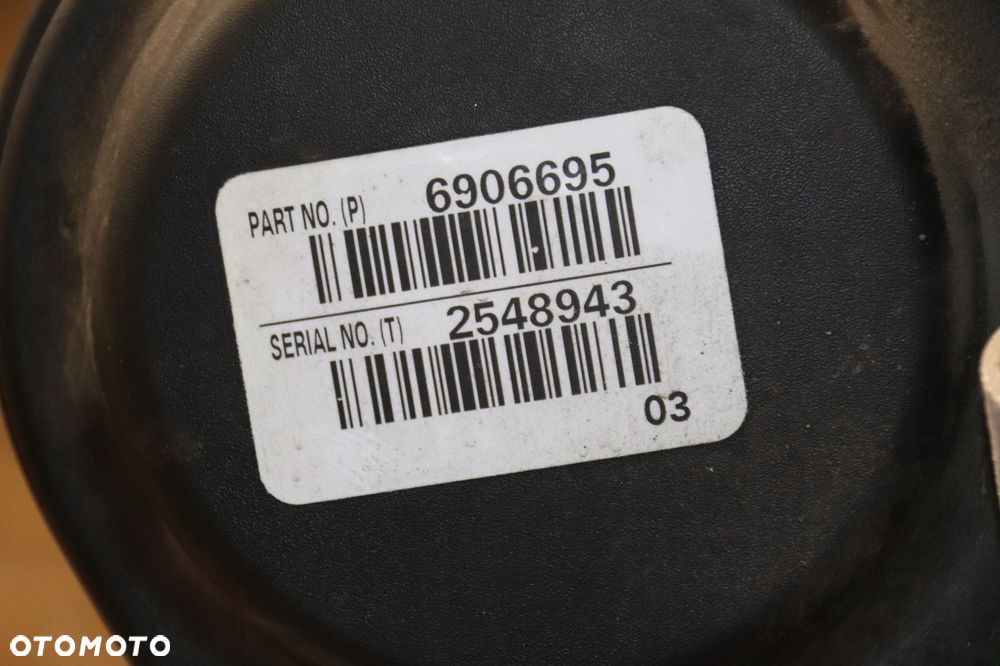 PART NO. (P) 6906695
SERIAL NO. (T) 2548943
03
OTOMOTO